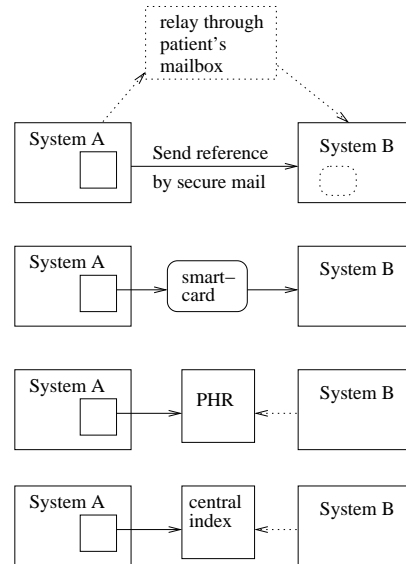 relay through
patient's
mailbox
System A
Send reference
by secure mail
System B
System A
smart–
card
System B
System A
PHR
System B
System A
central
index
System B